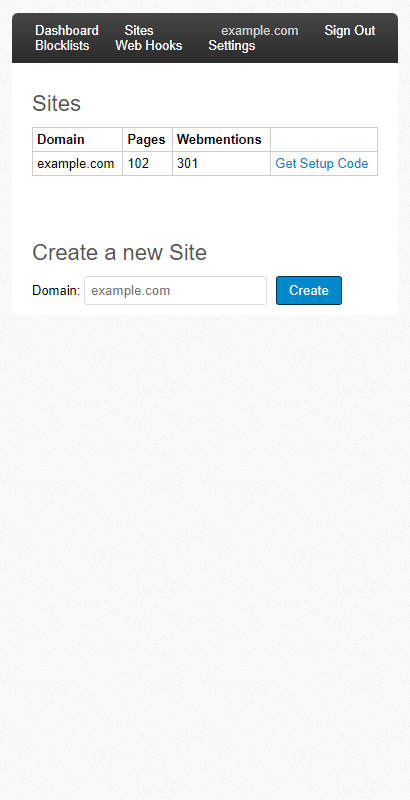 Dashboard Sites example.com Sign Out
Blocklists Web Hooks Settings
Sites
Domain Pages Webmentions
example.com 102 301 Get Setup Code
Create a new Site
Domain: example.com Create